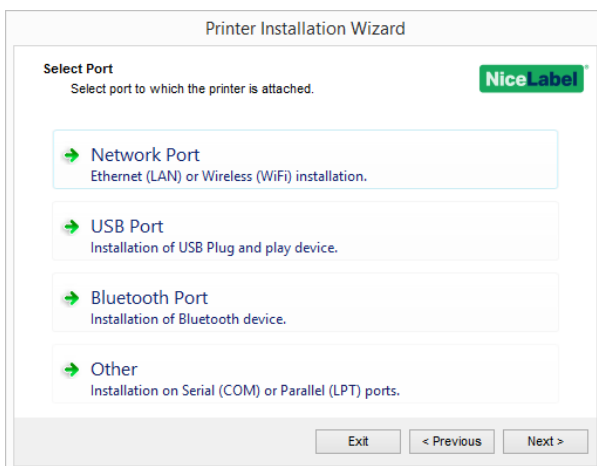 Printer Installation Wizard
Select Port
Select port to which the printer is attached.
NiceLabel
Network Port
Ethernet (LAN) or Wireless (WiFi) installation.
USB Port
Installation of USB Plug and play device.
Bluetooth Port
Installation of Bluetooth device.
Other
Installation on Serial (COM) or Parallel (LPT) ports.
Exit
< Previous
Next >